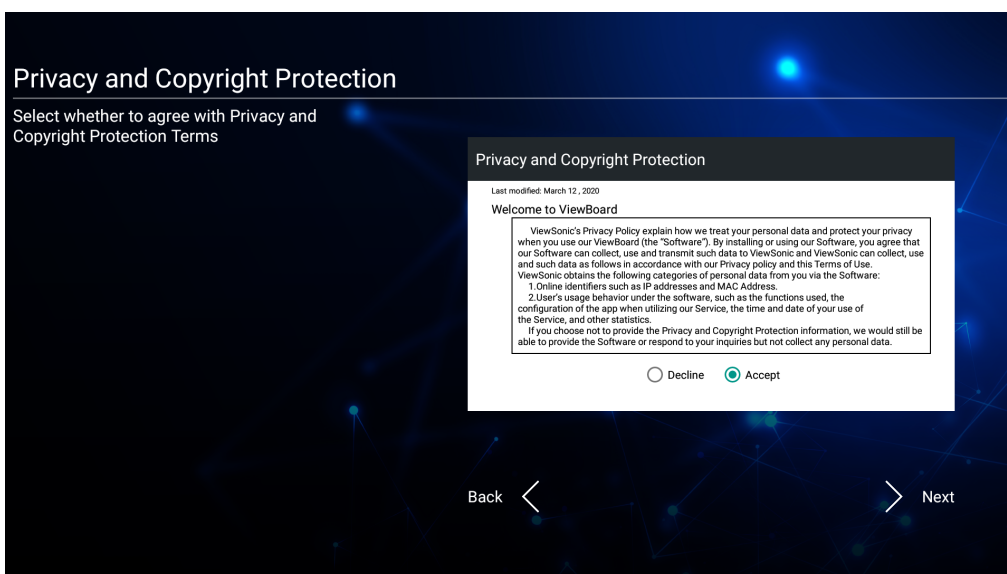 Privacy and Copyright Protection
Select whether to agree with Privacy and
Copyright Protection Terms
Privacy and Copyright Protection
Last modified: March 12 , 2020
Welcome to ViewBoard
ViewSonic's Privacy Policy explain how we treat your personal data and protect your privacy
when you use our ViewBoard (the “Software”). By installing or using our Software, you agree that
our Software can collect, use and transmit such data to ViewSonic and ViewSonic can collect, use
and such data as follows in accordance with our Privacy policy and this Terms of Use.
ViewSonic obtains the following categories of personal data from you via the Software:
1.Online identifiers such as IP addresses and MAC Address.
2.User's usage behavior under the software, such as the functions used, the
configuration of the app when utilizing our Service, the time and date of your use of
the Service, and other statistics.
If you choose not to provide the Privacy and Copyright Protection information, we would still be
able to provide the Software or respond to your inquiries but not collect any personal data.
Decline Accept
Back Next